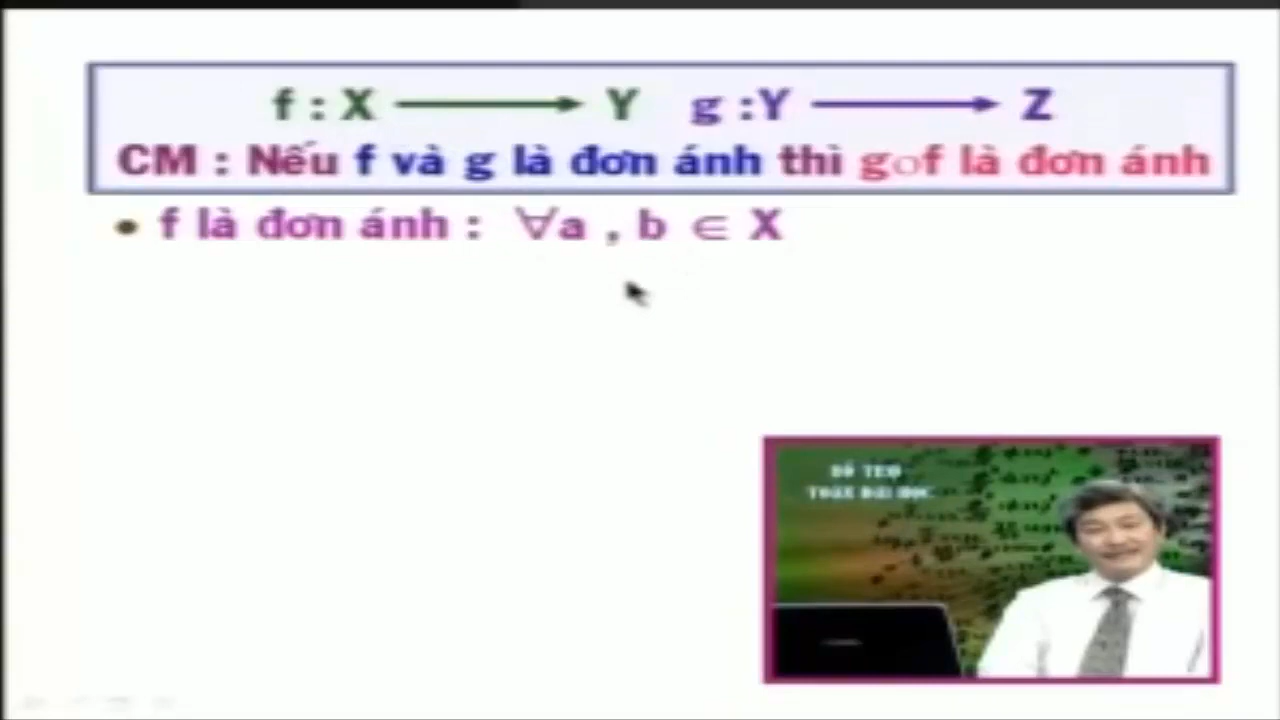 f : X ⟶ Y g :Y ⟶ Z
CM : Nếu f và g là đơn ánh thì g○f là đơn ánh
• f là đơn ánh : ∀a , b ∈ X